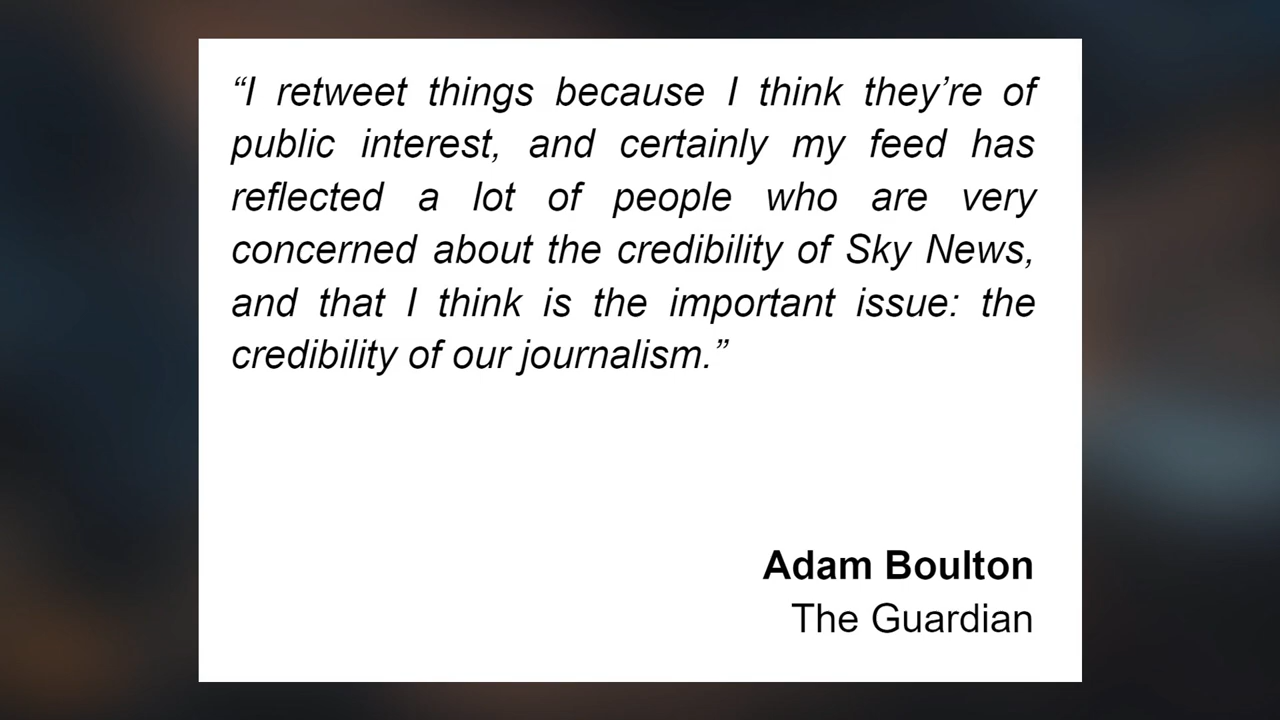 “I retweet things because I think they’re of
public interest, and certainly my feed has
reflected a lot of people who are very
concerned about the credibility of Sky News,
and that I think is the important issue: the
credibility of our journalism.”
Adam Boulton
The Guardian